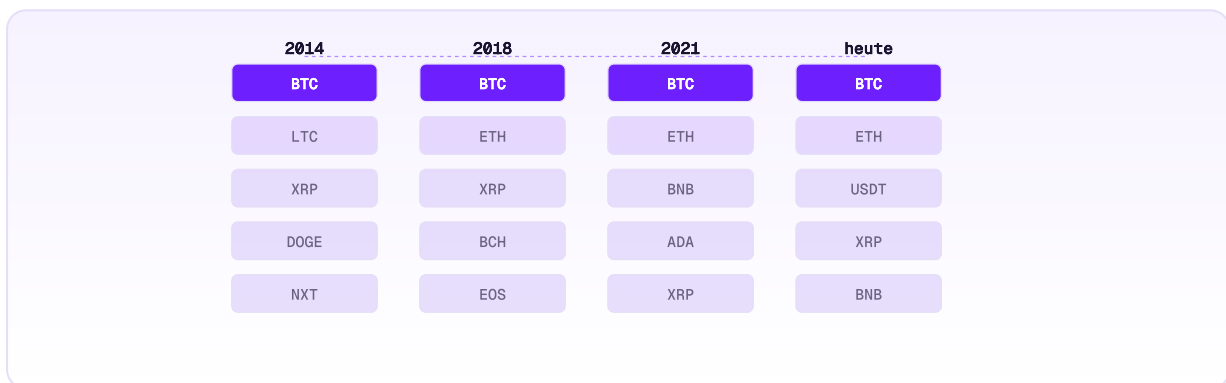 2014 2018 2021 heute
BTC BTC BTC BTC
LTC ETH ETH ETH
XRP XRP BNB USDT
DOGE BCH ADA XRP
NXT EOS XRP BNB